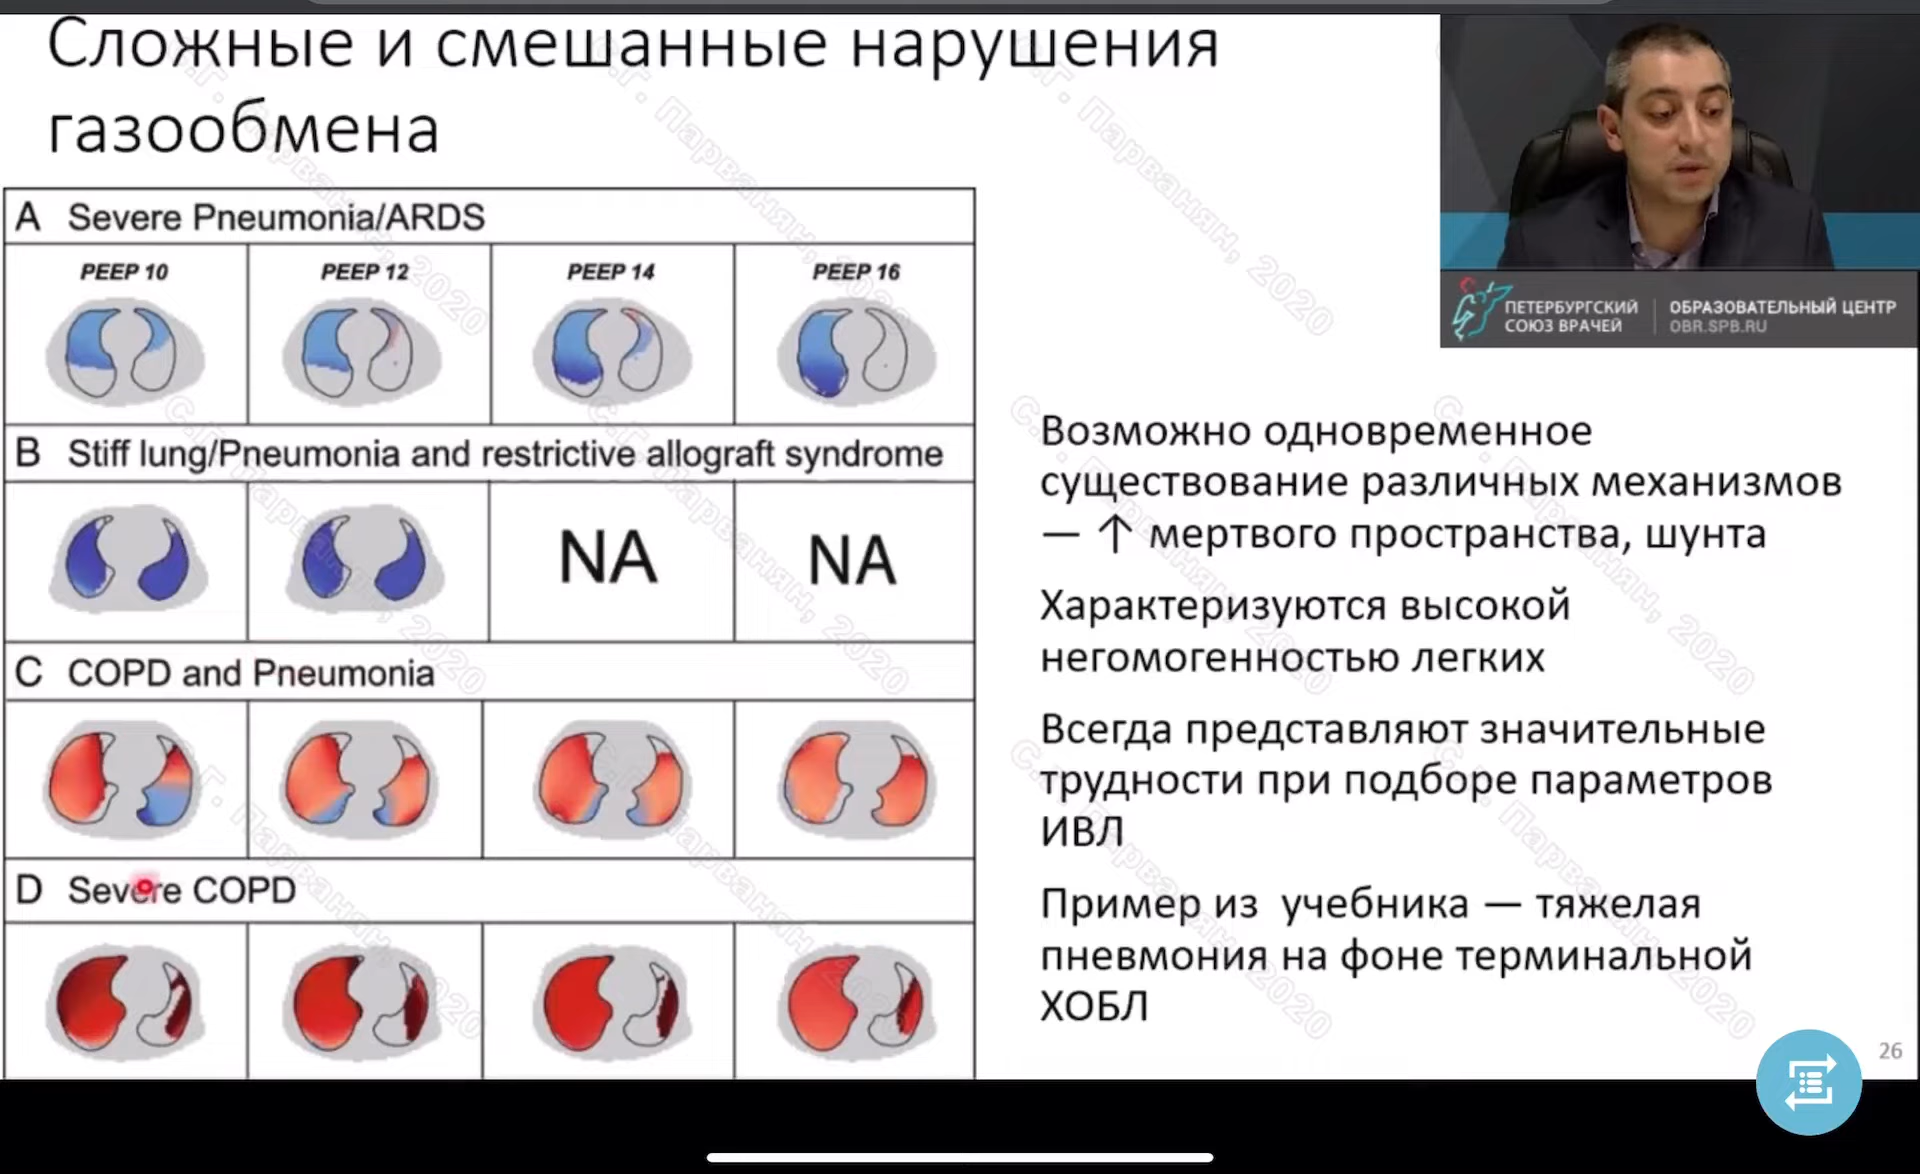 Сложные и смешанные нарушения
газообмена
A Severe Pneumonia/ARDS
PEEP 10 PEEP 12 PEEP 14 PEEP 16
B Stiff lung/Pneumonia and restrictive allograft syndrome
NA NA
C COPD and Pneumonia
D Severe COPD
ПЕТЕРБУРГСКИЙ
СОЮЗ ВРАЧЕЙ
ОБРАЗОВАТЕЛЬНЫЙ ЦЕНТР
OBR.SPB.RU
Возможно одновременное
существование различных механизмов
— ↑ мертвого пространства, шунта
Характеризуются высокой
негомогенностью легких
Всегда представляют значительные
трудности при подборе параметров
ИВЛ
Пример из учебника — тяжелая
пневмония на фоне терминальной
ХОБЛ
26
С.Г. Парванян, 2020